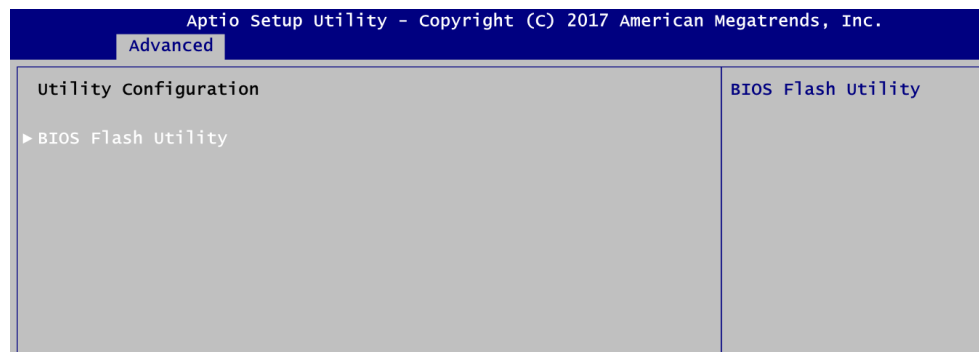 Aptio Setup Utility - Copyright (C) 2017 American Megatrends, Inc.
Advanced
Utility Configuration
BIOS Flash Utility
BIOS Flash Utility